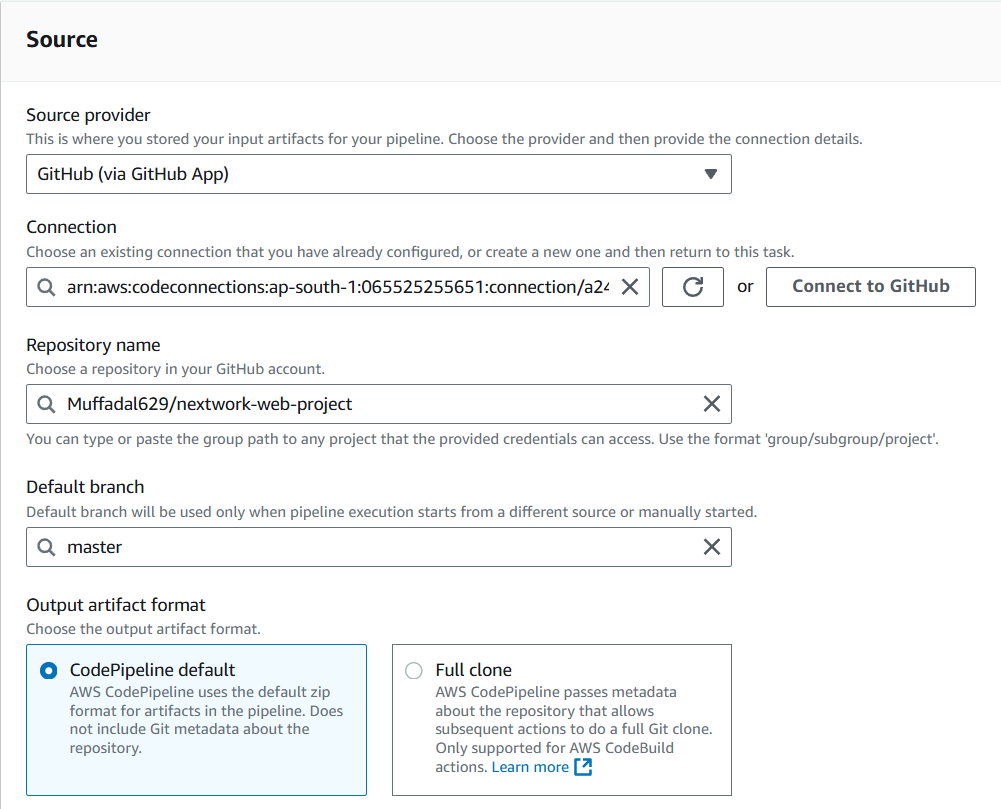 Source
Source provider
This is where you stored your input artifacts for your pipeline. Choose the provider and then provide the connection details.
GitHub (via GitHub App)
Connection
Choose an existing connection that you have already configured, or create a new one and then return to this task.
arn:aws:codeconnections:ap-south-1:065525255651:connection/a24
or
Connect to GitHub
Repository name
Choose a repository in your GitHub account.
Muffadal629/nextwork-web-project
You can type or paste the group path to any project that the provided credentials can access. Use the format 'group/subgroup/project'.
Default branch
Default branch will be used only when pipeline execution starts from a different source or manually started.
master
Output artifact format
Choose the output artifact format.
CodePipeline default
AWS CodePipeline uses the default zip
format for artifacts in the pipeline. Does
not include Git metadata about the
repository.
Full clone
AWS CodePipeline passes metadata
about the repository that allows
subsequent actions to do a full Git clone.
Only supported for AWS CodeBuild
actions. Learn more